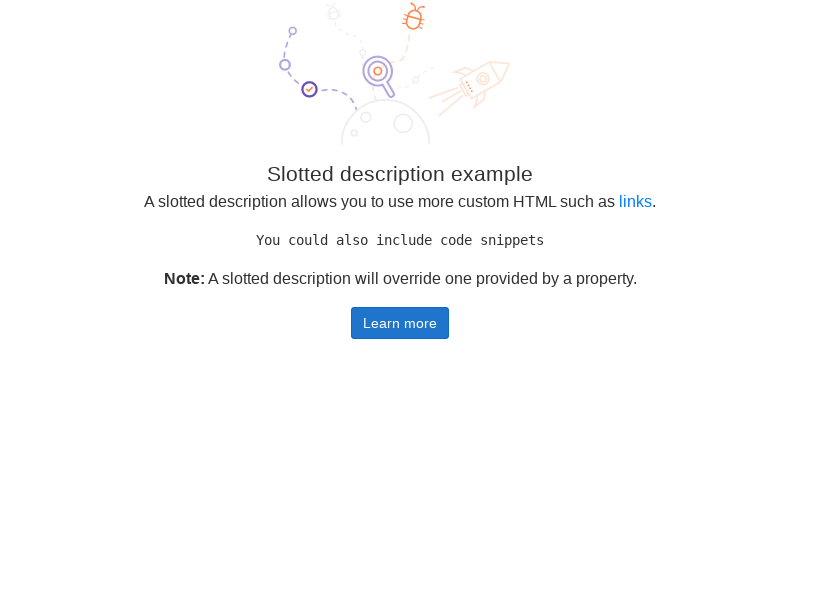 Slotted description example
A slotted description allows you to use more custom HTML such as links.
You could also include code snippets
Note: A slotted description will override one provided by a property.
Learn more